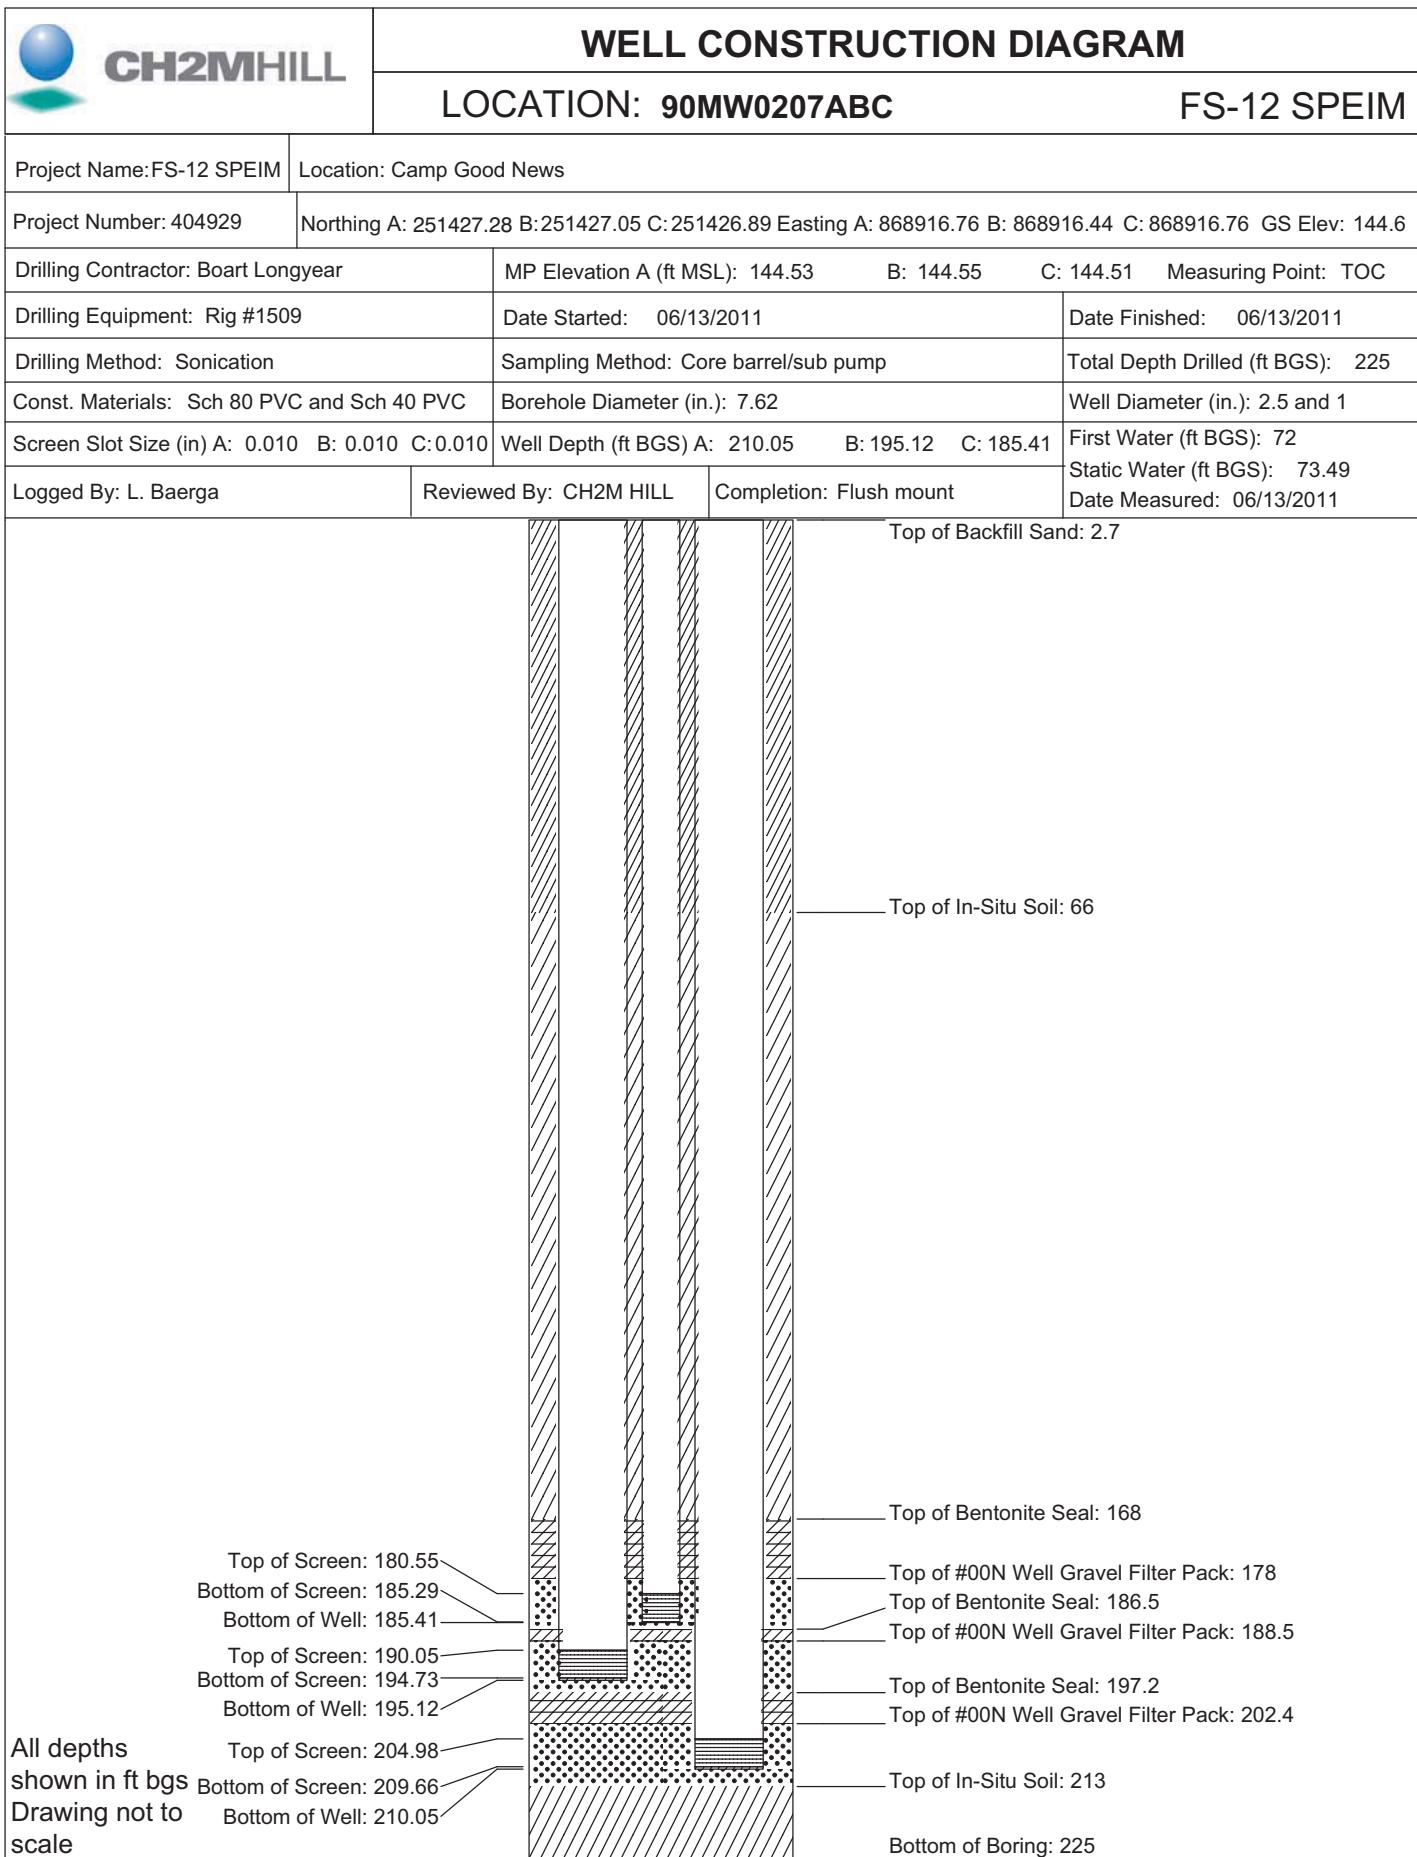 CH2MHILL
WELL CONSTRUCTION DIAGRAM
LOCATION: 90MW0207ABC FS-12 SPEIM
Project Name: FS-12 SPEIM Location: Camp Good News
Project Number: 404929 Northing A: 251427.28 B: 251427.05 C: 251426.89 Easting A: 868916.76 B: 868916.44 C: 868916.76 GS Elev: 144.6
Drilling Contractor: Boart Longyear MP Elevation A (ft MSL): 144.53 B: 144.55 C: 144.51 Measuring Point: TOC
Drilling Equipment: Rig #1509 Date Started: 06/13/2011 Date Finished: 06/13/2011
Drilling Method: Sonication Sampling Method: Core barrel/sub pump Total Depth Drilled (ft BGS): 225
Const. Materials: Sch 80 PVC and Sch 40 PVC Borehole Diameter (in.): 7.62 Well Diameter (in.): 2.5 and 1
Screen Slot Size (in) A: 0.010 B: 0.010 C: 0.010 Well Depth (ft BGS) A: 210.05 B: 195.12 C: 185.41 First Water (ft BGS): 72
Static Water (ft BGS): 73.49
Logged By: L. Baerga Reviewed By: CH2M HILL Completion: Flush mount Date Measured: 06/13/2011
Top of Backfill Sand: 2.7
Top of In-Situ Soil: 66
Top of Bentonite Seal: 168
Top of Screen: 180.55
Top of #00N Well Gravel Filter Pack: 178
Bottom of Screen: 185.29
Top of Bentonite Seal: 186.5
Bottom of Well: 185.41
Top of #00N Well Gravel Filter Pack: 188.5
Top of Screen: 190.05
Bottom of Screen: 194.73
Top of Bentonite Seal: 197.2
Bottom of Well: 195.12
Top of #00N Well Gravel Filter Pack: 202.4
Top of Screen: 204.98
Bottom of Screen: 209.66
Top of In-Situ Soil: 213
Bottom of Well: 210.05
Bottom of Boring: 225
All depths
shown in ft bgs
Drawing not to
scale